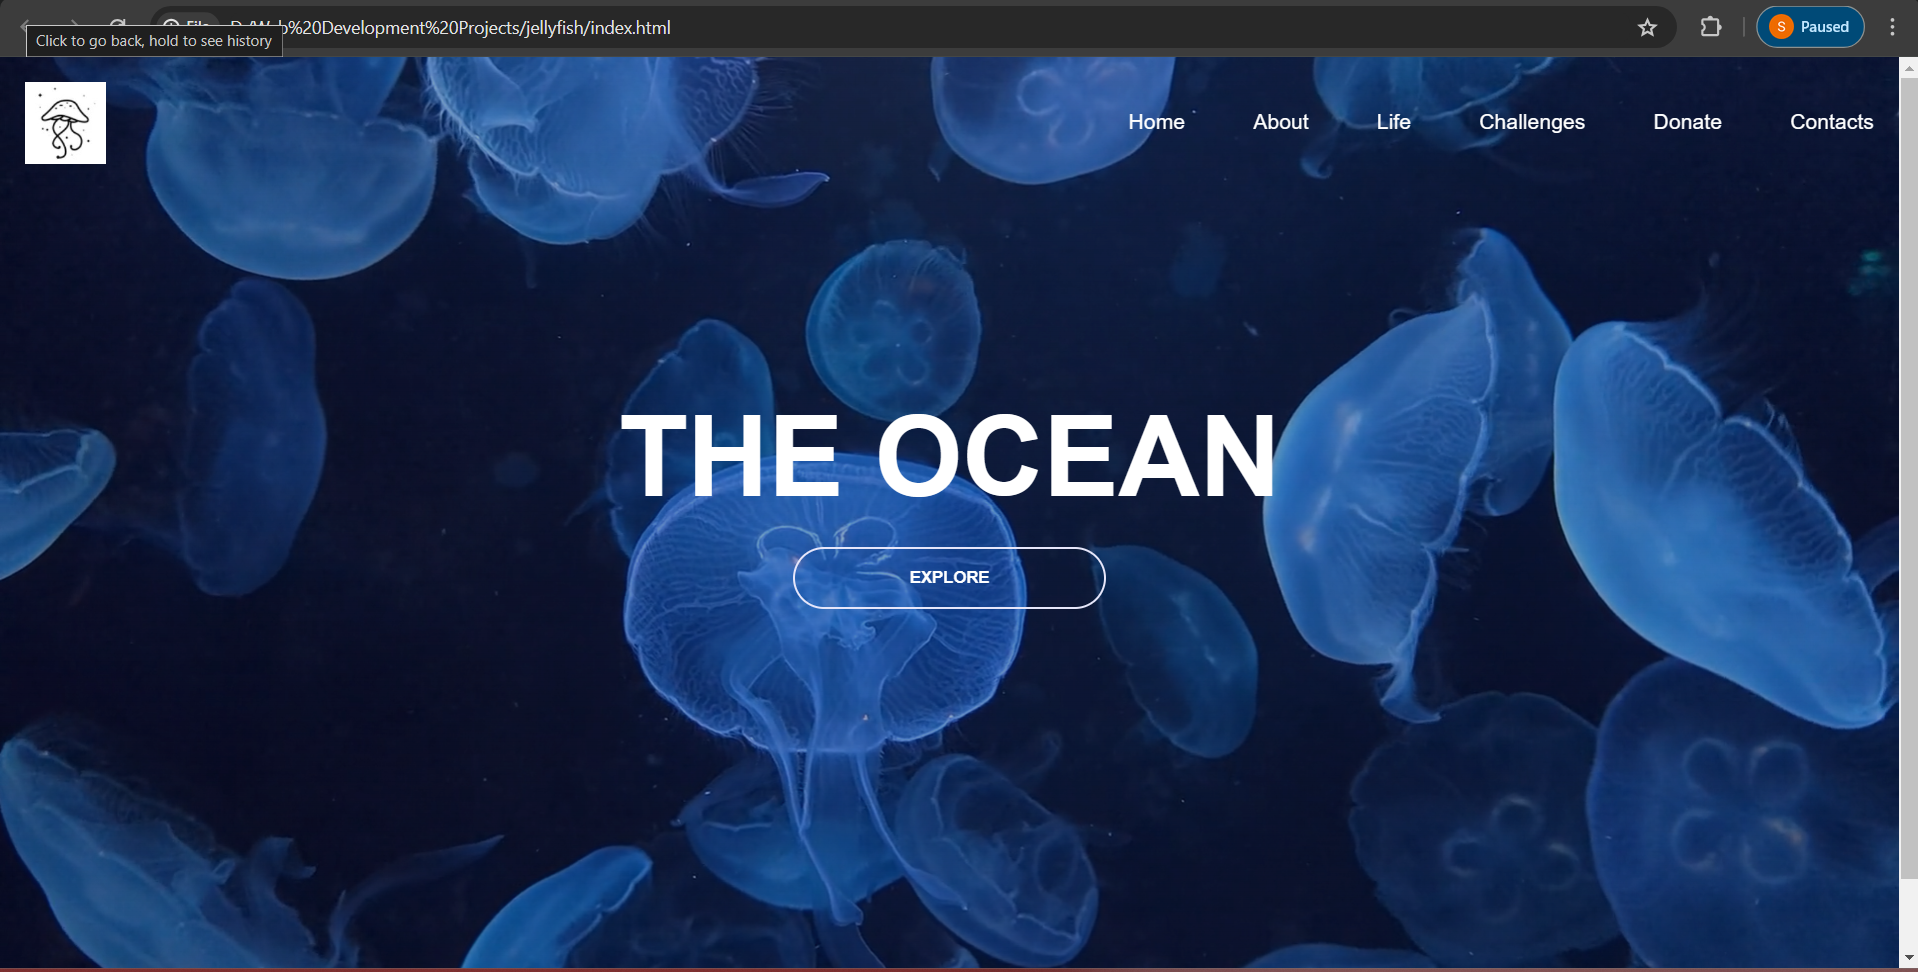 File
%20Development%20Projects/jellyfish/index.html
Click to go back, hold to see history
S
Paused
Home
About
Life
Challenges
Donate
Contacts
THE OCEAN
EXPLORE